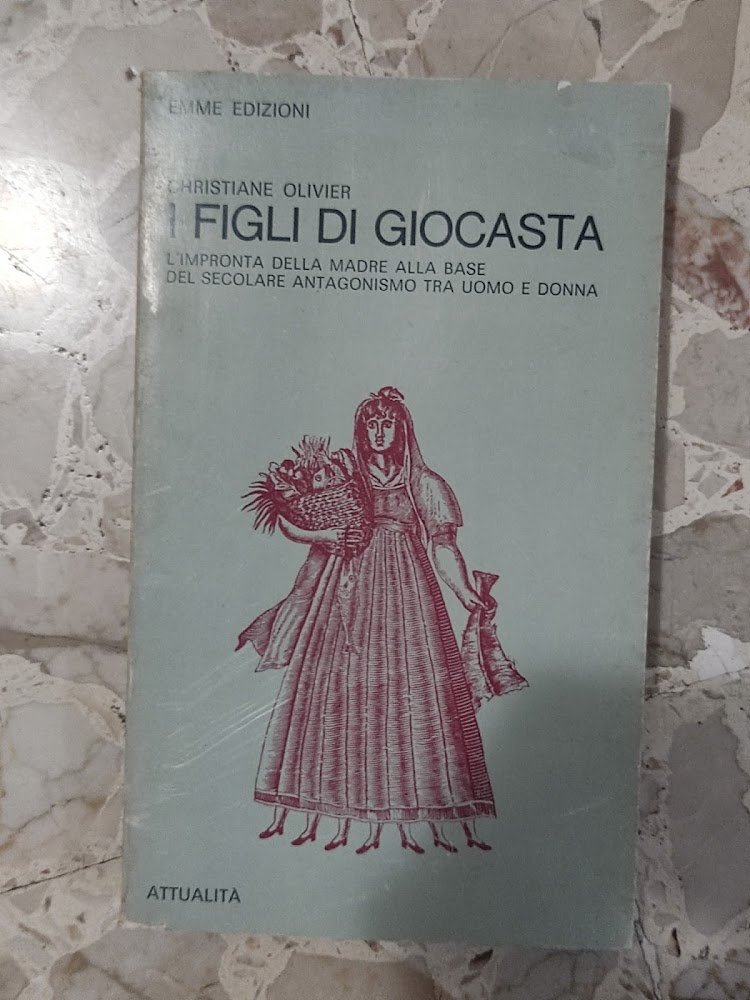 EMME EDIZIONI
CHRISTIANE OLIVIER
I FIGLI DI GIOCASTA
L'IMPRONTA DELLA MADRE ALLA BASE
DEL SECOLARE ANTAGONISMO TRA UOMO E DONNA
ATTUALITÀ